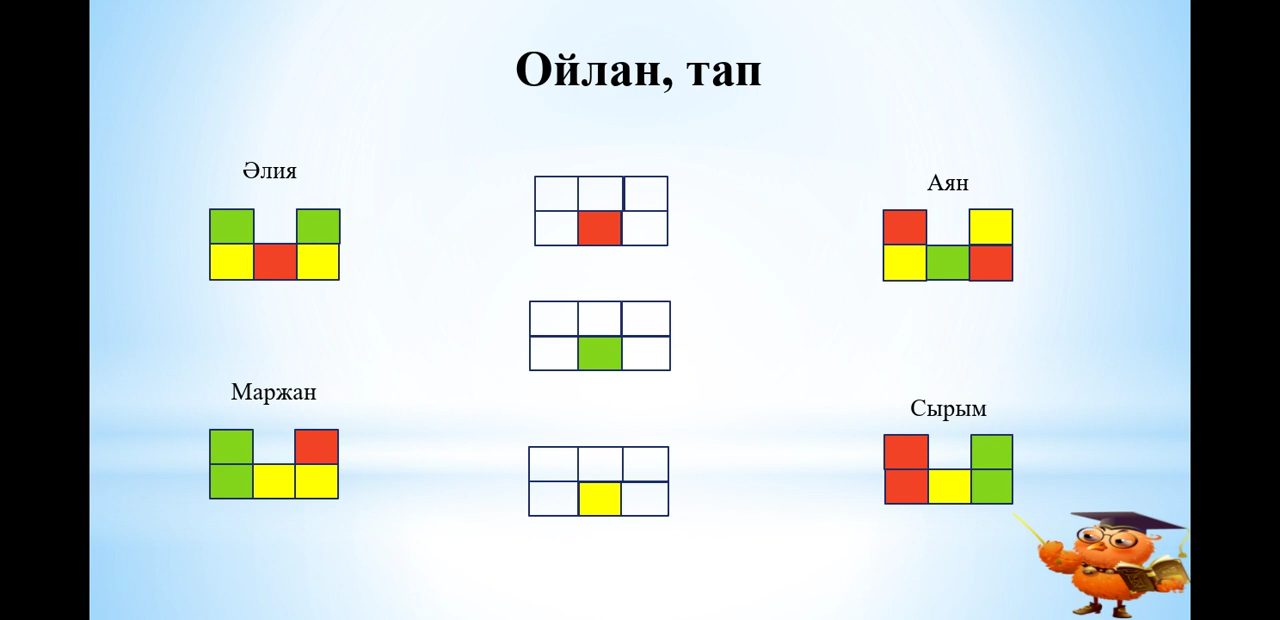 Ойлан, тап
Әлия
Аян
Маржан
Сырым